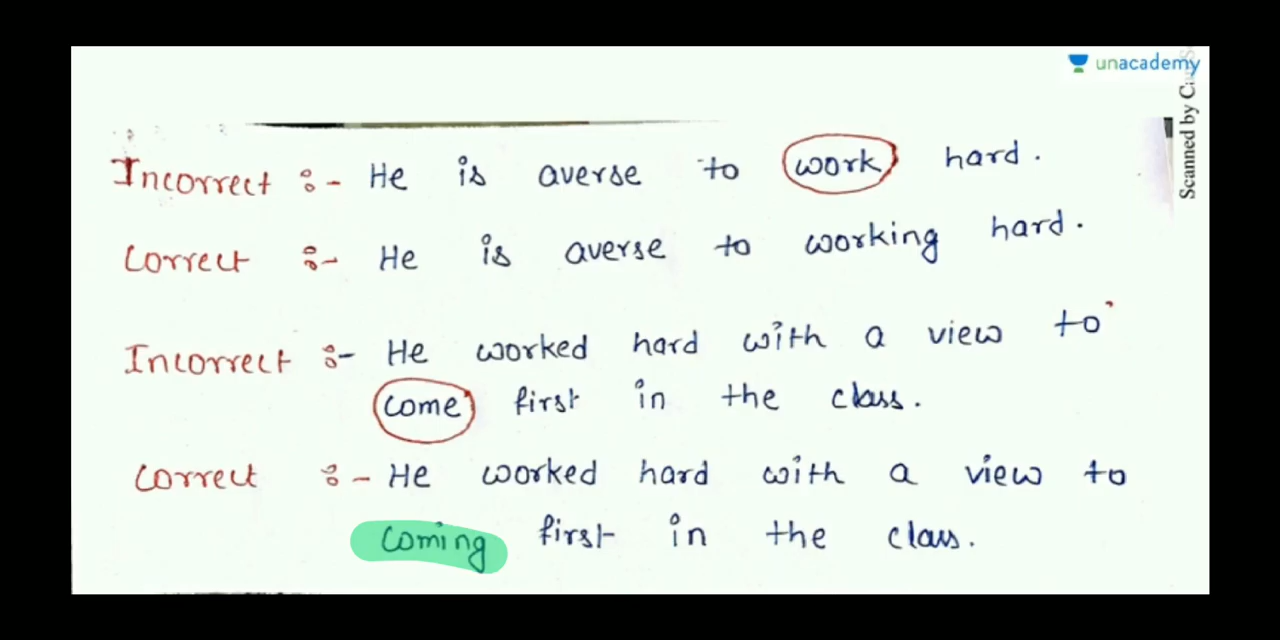 unacademy
Scanned by Ca
Incorrect :- He is averse to work hard.
Correct :- He is averse to working hard.
Incorrect :- He worked hard with a view to
come first in the class.
Correct :- He worked hard with a view to
coming first in the class.